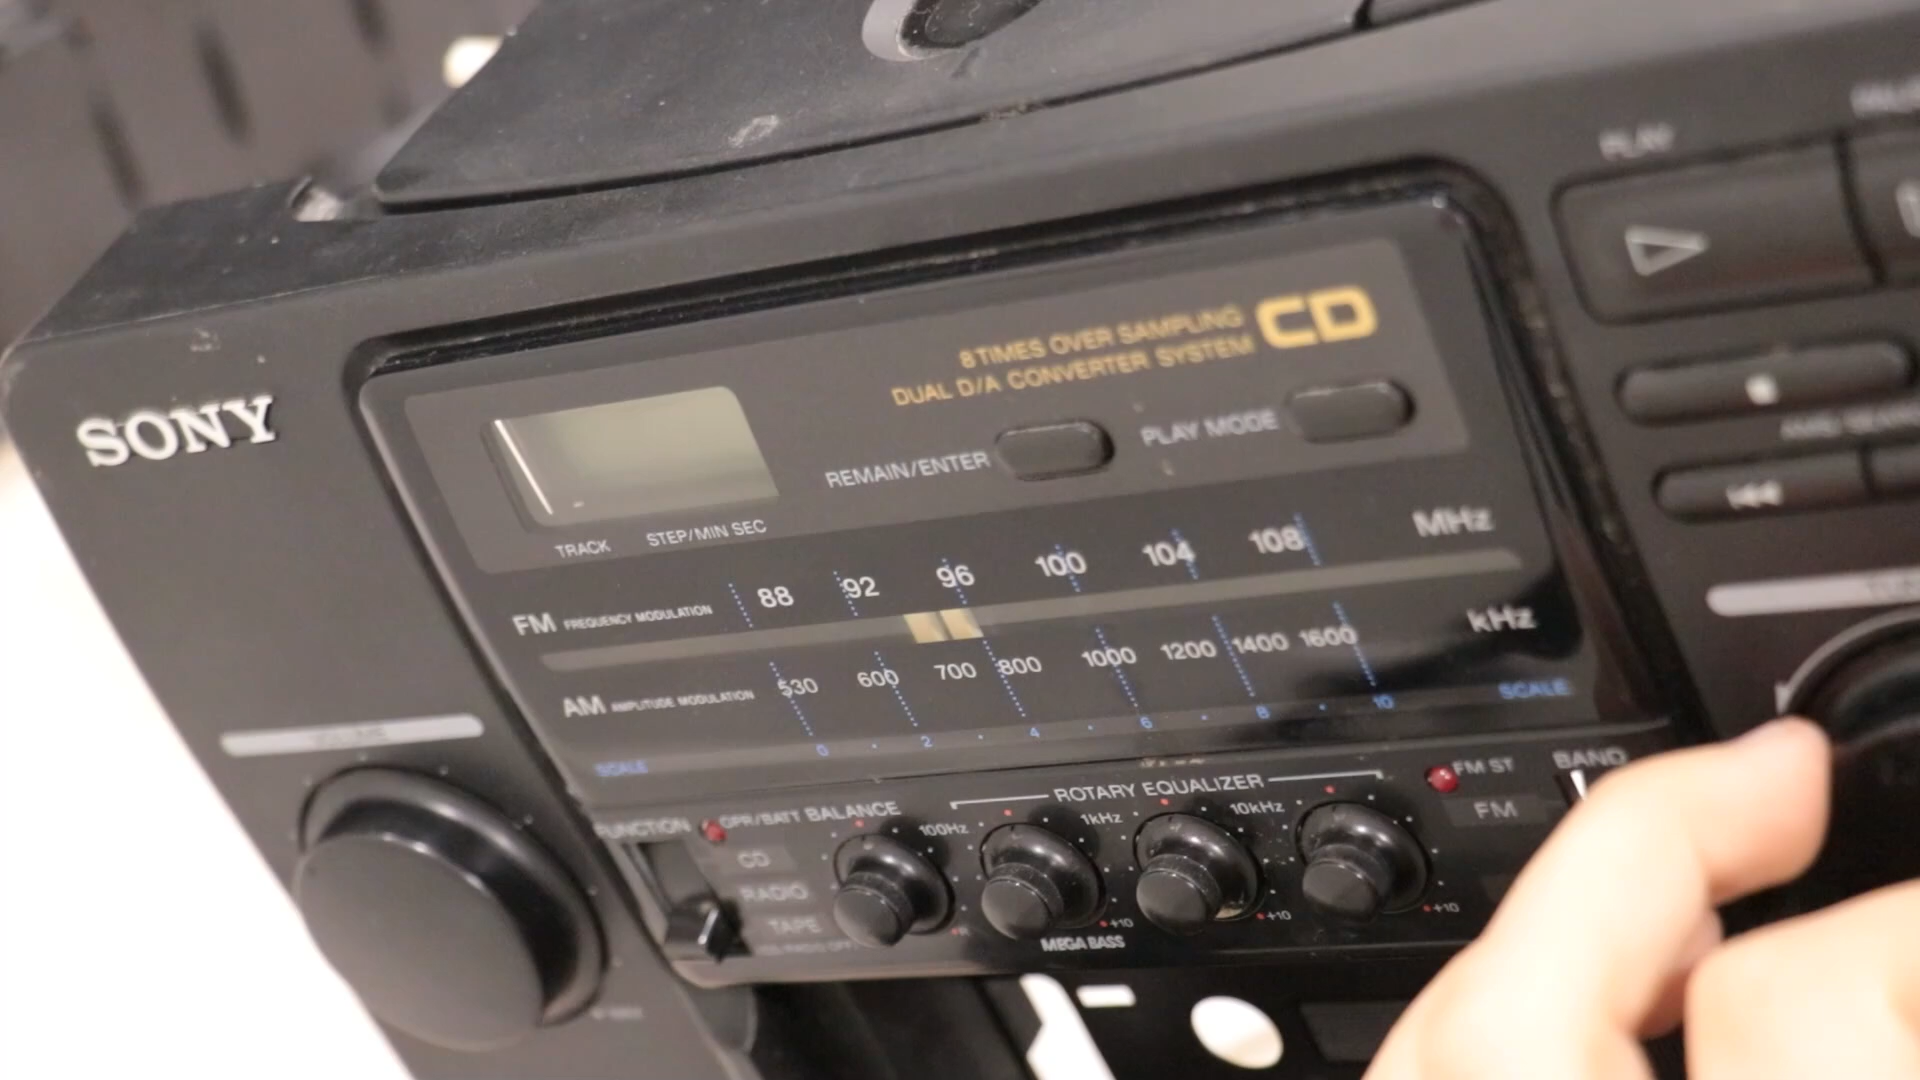 PLAY
8 TIMES OVER SAMPLING CD
DUAL D/A CONVERTER SYSTEM
SONY
REMAIN/ENTER PLAY MODE
TRACK STEP/MIN SEC
FM FREQUENCY MODULATION 88 92 96 100 104 108 MHz
AM AMPLITUDE MODULATION 530 600 700 800 1000 1200 1400 1600 kHz
SCALE 0 2 4 6 8 10 SCALE
VOLUME
ROTARY EQUALIZER
FUNCTION OPR/BATT BALANCE 100Hz 1kHz 10kHz FM ST BAND
CD
FM
RADIO
TAPE
+10 +10 +10
MEGA BASS